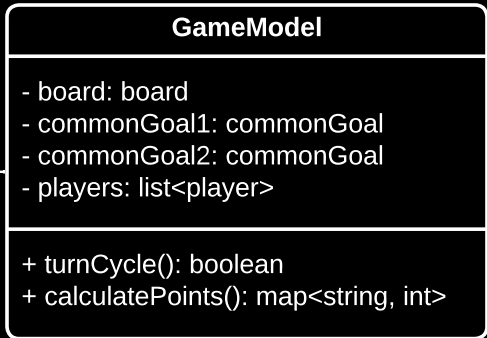 GameModel
- board: board
- commonGoal1: commonGoal
- commonGoal2: commonGoal
- players: list<player>
+ turnCycle(): boolean
+ calculatePoints(): map<string, int>